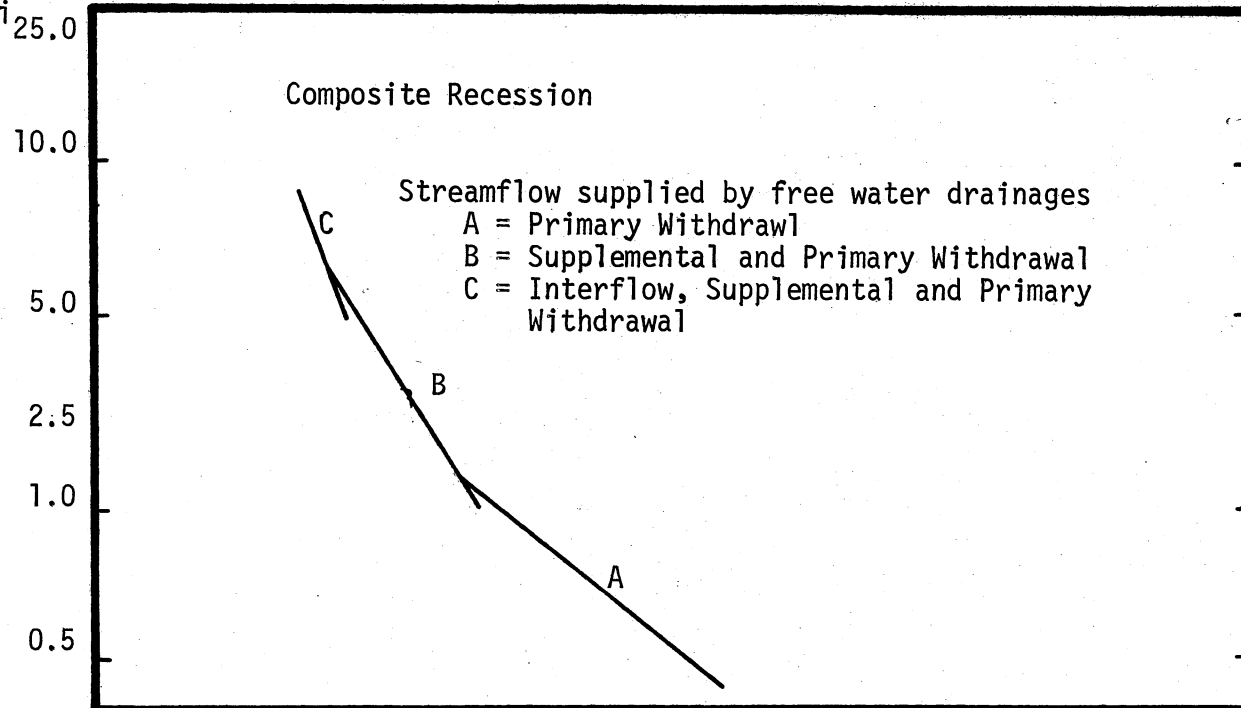 i
25.0
Composite Recession
10.0
Streamflow supplied by free water drainages
C
A = Primary Withdrawl
B = Supplemental and Primary Withdrawal
C = Interflow, Supplemental and Primary
5.0
Withdrawal
B
2.5
1.0
A
0.5